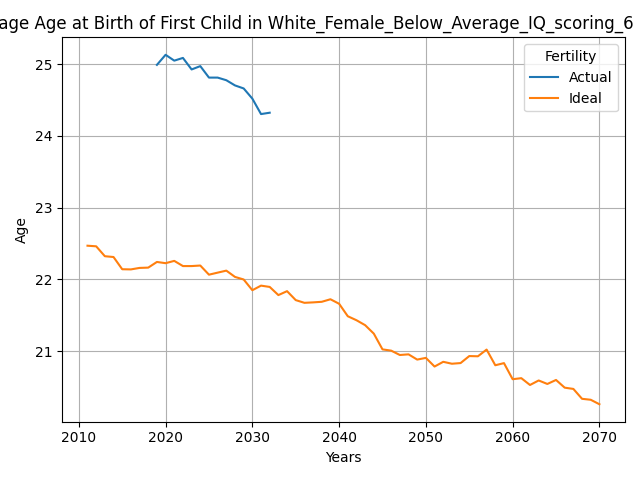 age Age at Birth of First Child in White_Female_Below_Average_IQ_scoring_6
Fertility
Actual
Ideal
25
24
23
22
21
Age
2010 2020 2030 2040 2050 2060 2070
Years